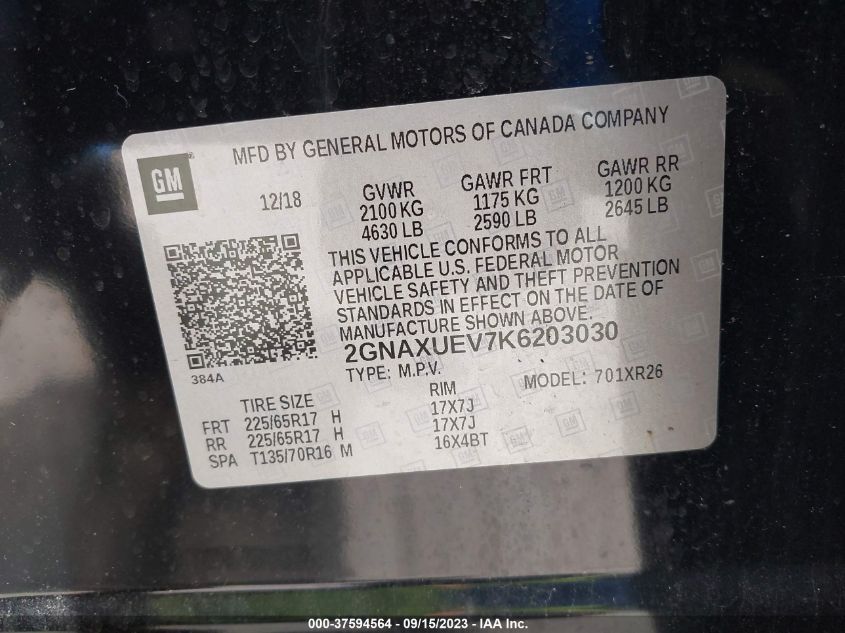 MFD BY GENERAL MOTORS OF CANADA COMPANY
GM
12/18
GVWR
2100 KG
4630 LB
GAWR FRT
1175 KG
2590 LB
GAWR RR
1200 KG
2645 LB
THIS VEHICLE CONFORMS TO ALL
APPLICABLE U.S. FEDERAL MOTOR
VEHICLE SAFETY AND THEFT PREVENTION
STANDARDS IN EFFECT ON THE DATE OF
MANUFACTURE SHOWN ABOVE.
2GNAXUEV7K6203030
384A
TYPE: M.P.V.
MODEL: 701XR26
TIRE SIZE RIM
FRT 225/65R17 H 17X7J
RR 225/65R17 H 17X7J
SPA T135/70R16 M 16X4BT
000-37594564 - 09/15/2023 - IAA Inc.